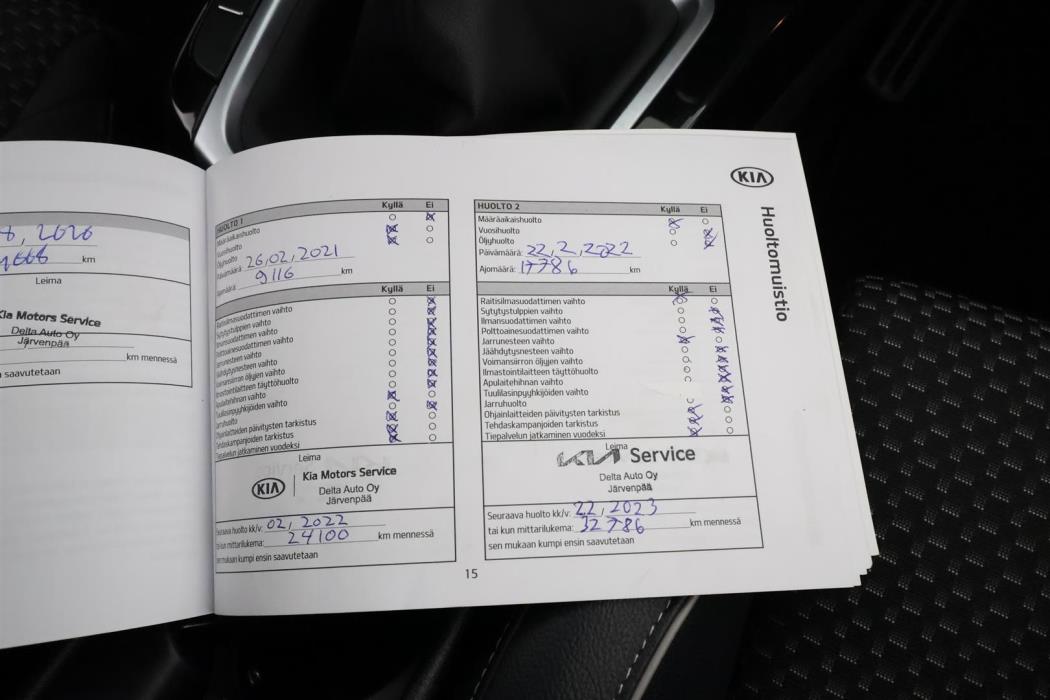 2020
km
Leima
Kia Motors Service
Delta Auto Oy
Järvenpää
km mennessä
saavutetaan
HUOLTO 1
Kyllä Ei
Määräaikaishuolto
Vuosihuolto
Öljyhuolto
Päivämäärä: 26,02,2021
Ajomäärä: 9116 km
Kyllä Ei
Raitisilmasuodattimen vaihto
Sytytystulppien vaihto
Ilmansuodattimen vaihto
Polttoainesuodattimen vaihto
Jarrunesteen vaihto
Jäähdytysnesteen vaihto
Voimansiirron öljyjen vaihto
Ilmastointilaitteen täyttöhuolto
Apulaitehihnan vaihto
Tuulilasinpyyhkijöiden vaihto
Jarruhuolto
Ohjainlaitteiden päivitysten tarkistus
Tehdaskampanjoiden tarkistus
Tiepalvelun jatkaminen vuodeksi
Leima
KIA Kia Motors Service
Delta Auto Oy
Järvenpää
Seuraava huolto kk/v: 02, 2022
tai kun mittarilukema: 24100 km mennessä
sen mukaan kumpi ensin saavutetaan
HUOLTO 2
Kyllä Ei
Määräaikaishuolto
Vuosihuolto
Öljyhuolto
Päivämäärä: 22,2,2022
Ajomäärä: 17786 km
Kyllä Ei
Raitisilmasuodattimen vaihto
Sytytystulppien vaihto
Ilmansuodattimen vaihto
Polttoainesuodattimen vaihto
Jarrunesteen vaihto
Jäähdytysnesteen vaihto
Voimansiirron öljyjen vaihto
Ilmastointilaitteen täyttöhuolto
Apulaitehihnan vaihto
Tuulilasinpyyhkijöiden vaihto
Jarruhuolto
Ohjainlaitteiden päivitysten tarkistus
Tehdaskampanjoiden tarkistus
Tiepalvelun jatkaminen vuodeksi
Leima
KIA Service
Delta Auto Oy
Järvenpää
Seuraava huolto kk/v: 22, 2023
tai kun mittarilukema: 32786 km mennessä
sen mukaan kumpi ensin saavutetaan
15
KIA
Huoltomuistio